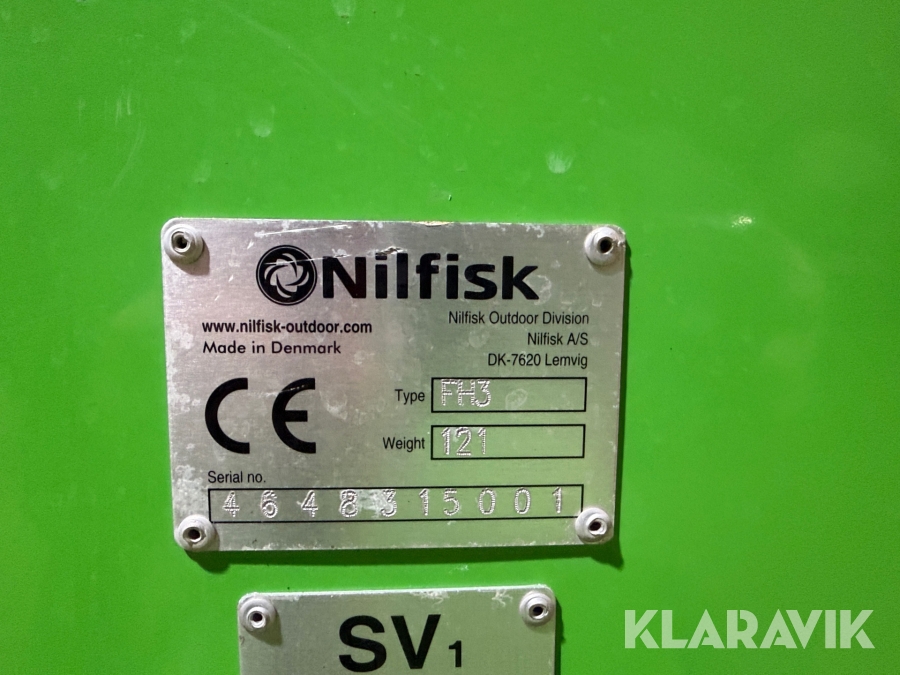 Nilfisk
www.nilfisk-outdoor.com
Made in Denmark
Nilfisk Outdoor Division
Nilfisk A/S
DK-7620 Lemvig
CE
Type FH3
Weight 121
Serial no.
4648315001
SV1
KLARAVIK